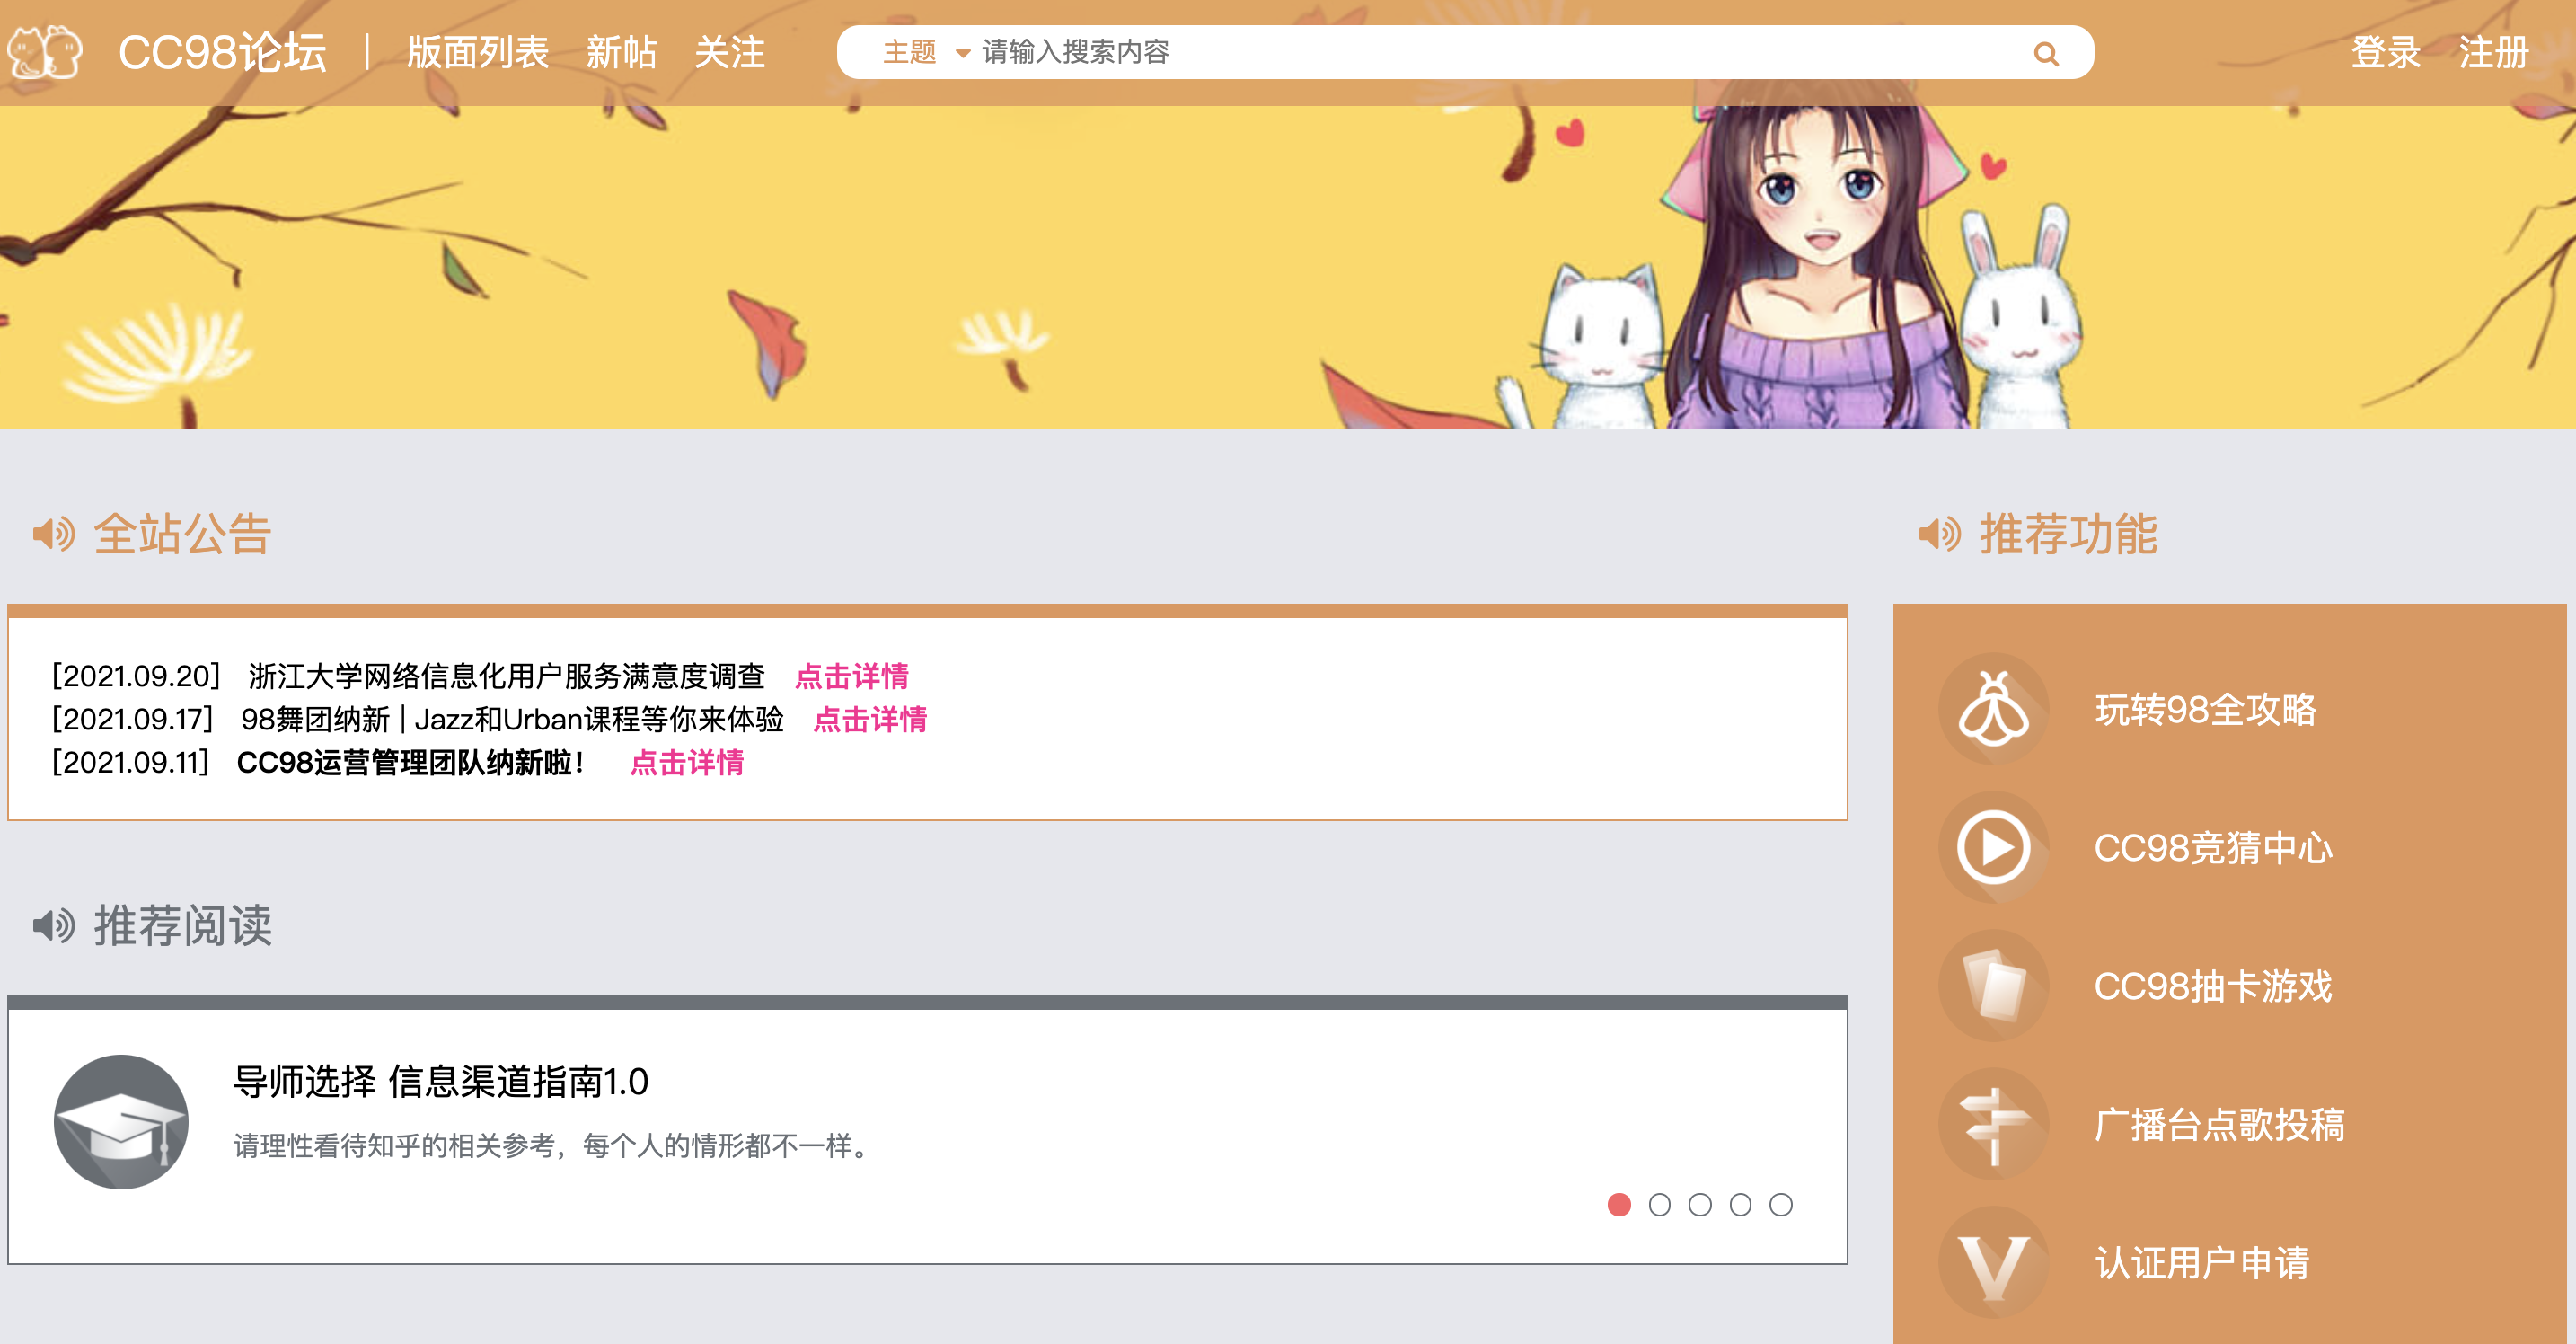 CC98论坛 | 版面列表 新帖 关注 主题 请输入搜索内容 登录 注册
全站公告
[2021.09.20] 浙江大学网络信息化用户服务满意度调查 点击详情
[2021.09.17] 98舞团纳新 | Jazz和Urban课程等你来体验 点击详情
[2021.09.11] CC98运营管理团队纳新啦！ 点击详情
推荐阅读
导师选择 信息渠道指南1.0
请理性看待知乎的相关参考，每个人的情形都不一样。
推荐功能
玩转98全攻略
CC98竞猜中心
CC98抽卡游戏
广播台点歌投稿
认证用户申请